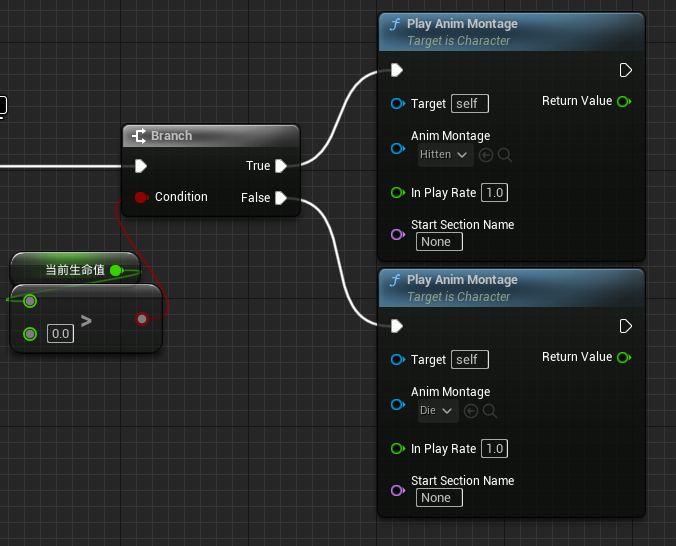 Play Anim Montage
Target is Character
Target self
Return Value
Anim Montage
Hitten
In Play Rate 1.0
Start Section Name
None
Branch
True
Condition
False
当前生命值
>
0.0
Play Anim Montage
Target is Character
Target self
Return Value
Anim Montage
Die
In Play Rate 1.0
Start Section Name
None